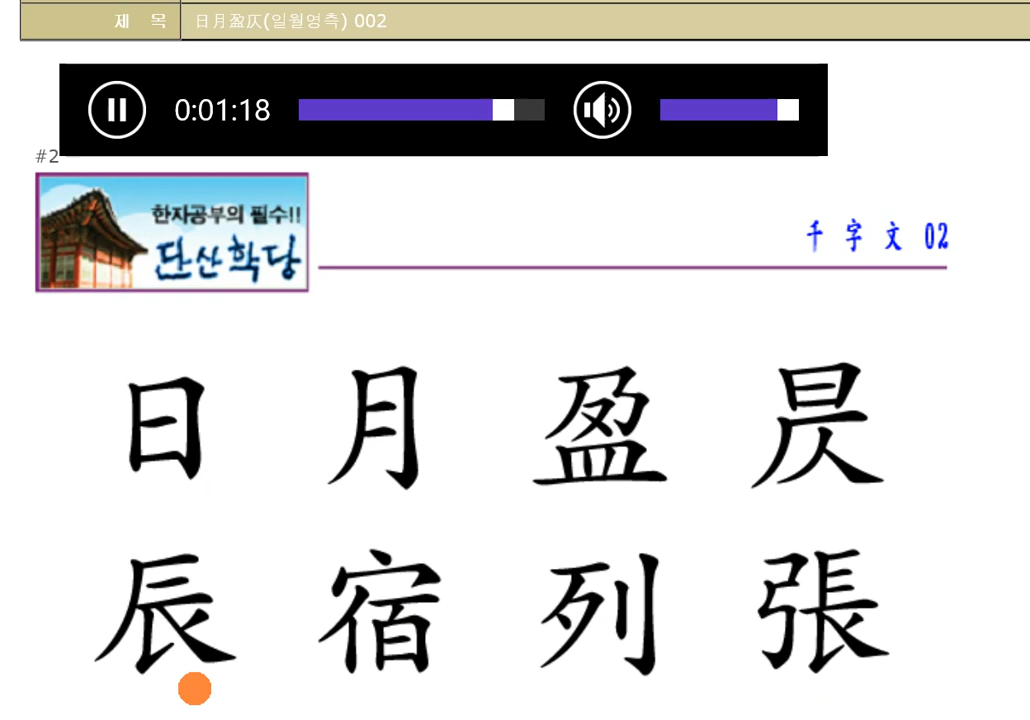 제 목 日月盈仄(일월영측) 002
0:01:18
#2
한자공부의 필수!!
단산학당
千字文 02
日 月 盈 昃
辰 宿 列 張